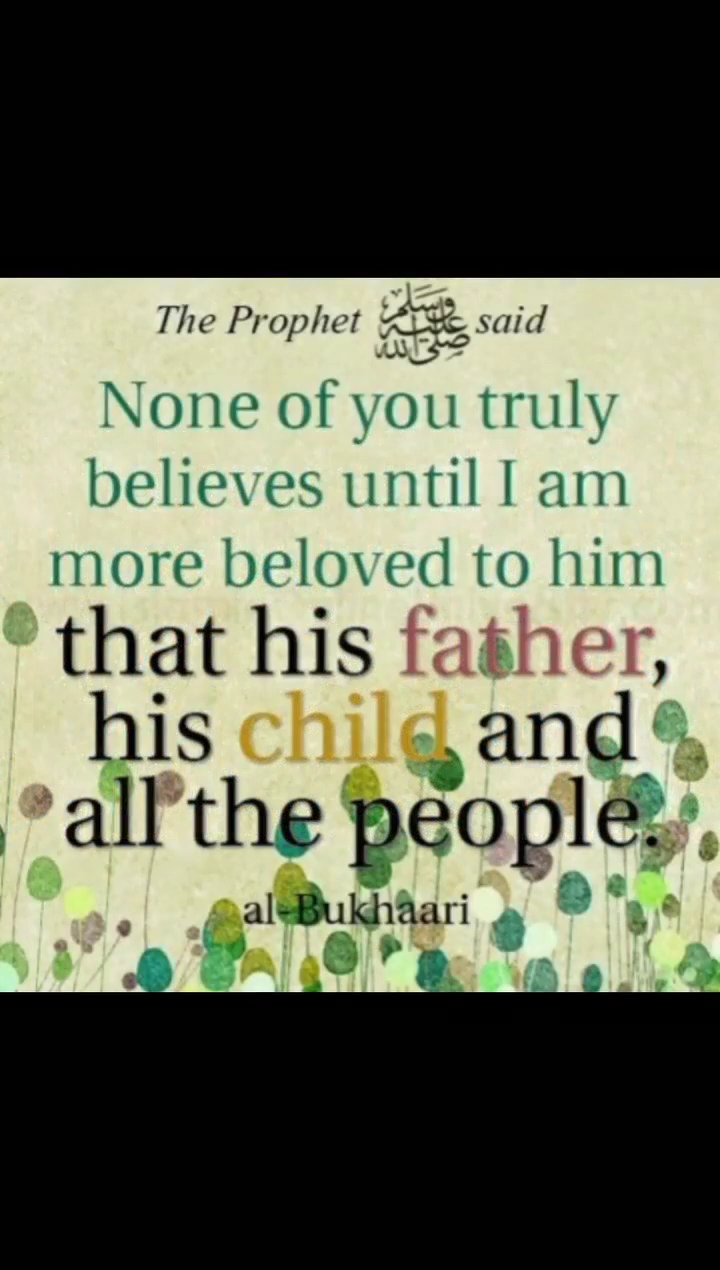 The Prophet صلى الله عليه وسلم said
None of you truly
believes until I am
more beloved to him
that his father,
his child and
all the people.
al-Bukhaari